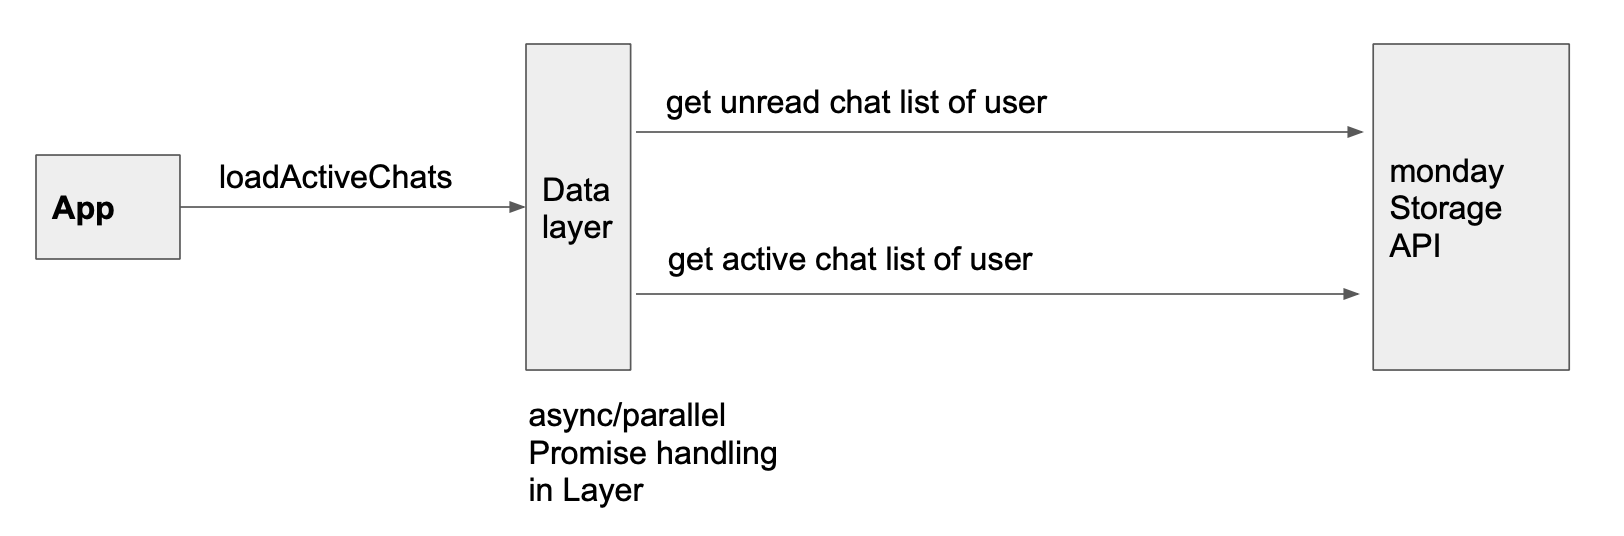 App
loadActiveChats
Data
layer
get unread chat list of user
get active chat list of user
monday
Storage
API
async/parallel
Promise handling
in Layer